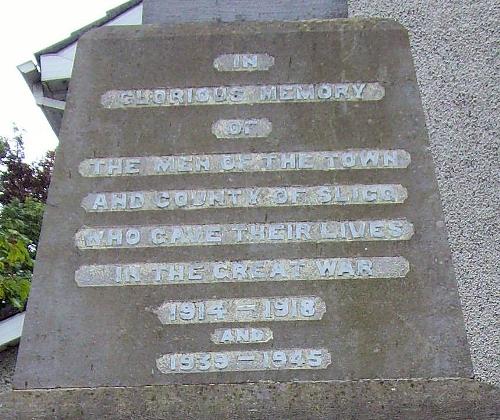 IN
GLORIOUS MEMORY
OF
THE MEN OF THE TOWN
AND COUNTY OF SLIGO
WHO GAVE THEIR LIVES
IN THE GREAT WAR
1914 – 1918
AND
1939 – 1945